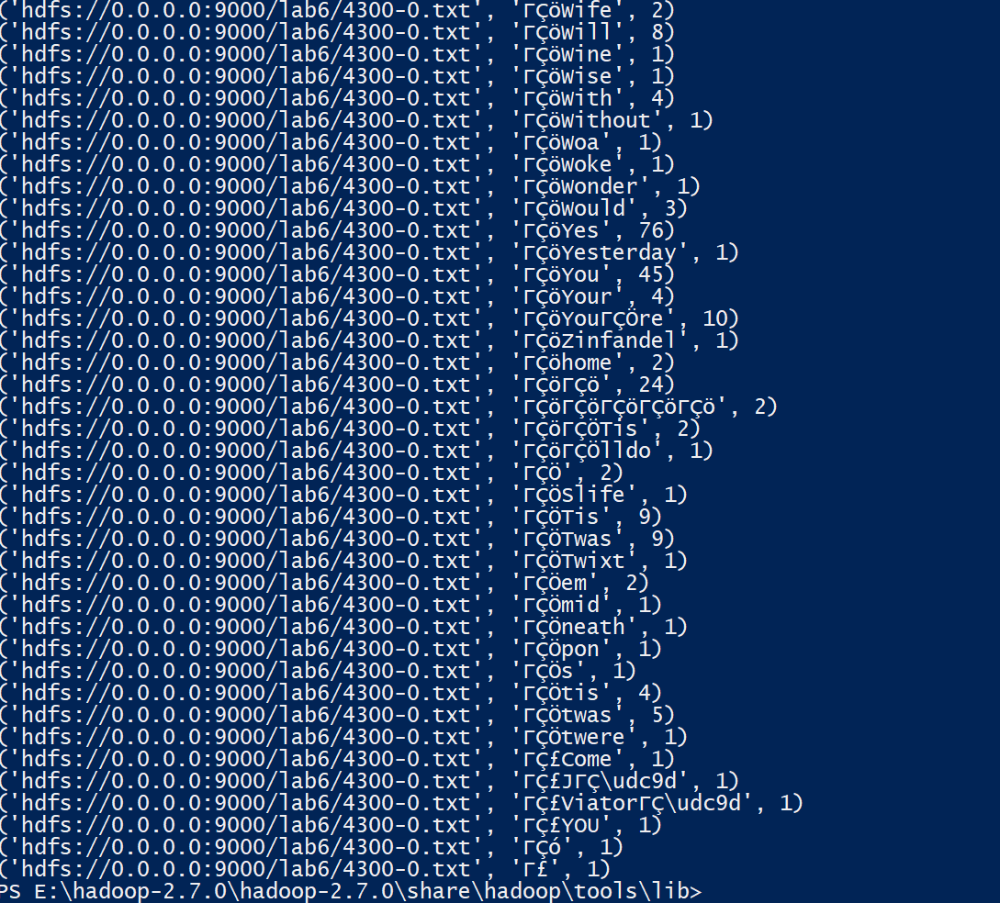 ('hdfs://0.0.0.0:9000/lab6/4300-0.txt', 'ΓÇöWife', 2)
('hdfs://0.0.0.0:9000/lab6/4300-0.txt', 'ΓÇöWill', 8)
('hdfs://0.0.0.0:9000/lab6/4300-0.txt', 'ΓÇöWine', 1)
('hdfs://0.0.0.0:9000/lab6/4300-0.txt', 'ΓÇöWise', 1)
('hdfs://0.0.0.0:9000/lab6/4300-0.txt', 'ΓÇöWith', 4)
('hdfs://0.0.0.0:9000/lab6/4300-0.txt', 'ΓÇöWithout', 1)
('hdfs://0.0.0.0:9000/lab6/4300-0.txt', 'ΓÇöWoa', 1)
('hdfs://0.0.0.0:9000/lab6/4300-0.txt', 'ΓÇöWoke', 1)
('hdfs://0.0.0.0:9000/lab6/4300-0.txt', 'ΓÇöWonder', 1)
('hdfs://0.0.0.0:9000/lab6/4300-0.txt', 'ΓÇöWould', 3)
('hdfs://0.0.0.0:9000/lab6/4300-0.txt', 'ΓÇöYes', 76)
('hdfs://0.0.0.0:9000/lab6/4300-0.txt', 'ΓÇöYesterday', 1)
('hdfs://0.0.0.0:9000/lab6/4300-0.txt', 'ΓÇöYou', 45)
('hdfs://0.0.0.0:9000/lab6/4300-0.txt', 'ΓÇöYour', 4)
('hdfs://0.0.0.0:9000/lab6/4300-0.txt', 'ΓÇöYouΓÇÖre', 10)
('hdfs://0.0.0.0:9000/lab6/4300-0.txt', 'ΓÇöZinfandel', 1)
('hdfs://0.0.0.0:9000/lab6/4300-0.txt', 'ΓÇöhome', 2)
('hdfs://0.0.0.0:9000/lab6/4300-0.txt', 'ΓÇöΓÇö', 24)
('hdfs://0.0.0.0:9000/lab6/4300-0.txt', 'ΓÇöΓÇöΓÇöΓÇöΓÇö', 2)
('hdfs://0.0.0.0:9000/lab6/4300-0.txt', 'ΓÇöΓÇÖTis', 2)
('hdfs://0.0.0.0:9000/lab6/4300-0.txt', 'ΓÇöΓÇÖlldo', 1)
('hdfs://0.0.0.0:9000/lab6/4300-0.txt', 'ΓÇÖ', 2)
('hdfs://0.0.0.0:9000/lab6/4300-0.txt', 'ΓÇÖSlife', 1)
('hdfs://0.0.0.0:9000/lab6/4300-0.txt', 'ΓÇÖTis', 9)
('hdfs://0.0.0.0:9000/lab6/4300-0.txt', 'ΓÇÖTwas', 9)
('hdfs://0.0.0.0:9000/lab6/4300-0.txt', 'ΓÇÖTwixt', 1)
('hdfs://0.0.0.0:9000/lab6/4300-0.txt', 'ΓÇÖem', 2)
('hdfs://0.0.0.0:9000/lab6/4300-0.txt', 'ΓÇÖmid', 1)
('hdfs://0.0.0.0:9000/lab6/4300-0.txt', 'ΓÇÖneath', 1)
('hdfs://0.0.0.0:9000/lab6/4300-0.txt', 'ΓÇÖpon', 1)
('hdfs://0.0.0.0:9000/lab6/4300-0.txt', 'ΓÇÖs', 1)
('hdfs://0.0.0.0:9000/lab6/4300-0.txt', 'ΓÇÖtis', 4)
('hdfs://0.0.0.0:9000/lab6/4300-0.txt', 'ΓÇÖtwas', 5)
('hdfs://0.0.0.0:9000/lab6/4300-0.txt', 'ΓÇÖtwere', 1)
('hdfs://0.0.0.0:9000/lab6/4300-0.txt', 'ΓÇ£Come', 1)
('hdfs://0.0.0.0:9000/lab6/4300-0.txt', 'ΓÇ£JΓÇ\udc9d', 1)
('hdfs://0.0.0.0:9000/lab6/4300-0.txt', 'ΓÇ£ViatorΓÇ\udc9d', 1)
('hdfs://0.0.0.0:9000/lab6/4300-0.txt', 'ΓÇ£YOU', 1)
('hdfs://0.0.0.0:9000/lab6/4300-0.txt', 'ΓÇó', 1)
('hdfs://0.0.0.0:9000/lab6/4300-0.txt', 'Γ£', 1)
PS E:\hadoop-2.7.0\hadoop-2.7.0\share\hadoop\tools\lib>